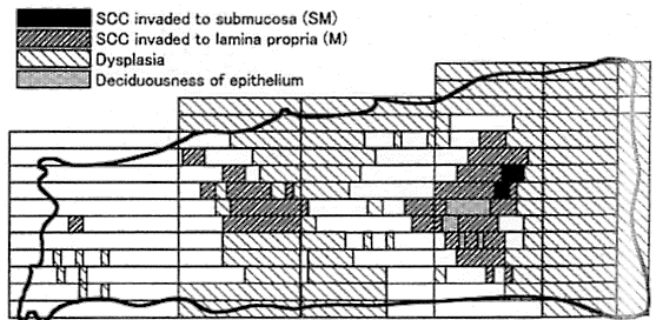 SCC invaded to submucosa (SM)
SCC invaded to lamina propria (M)
Dysplasia
Deciduousness of epithelium